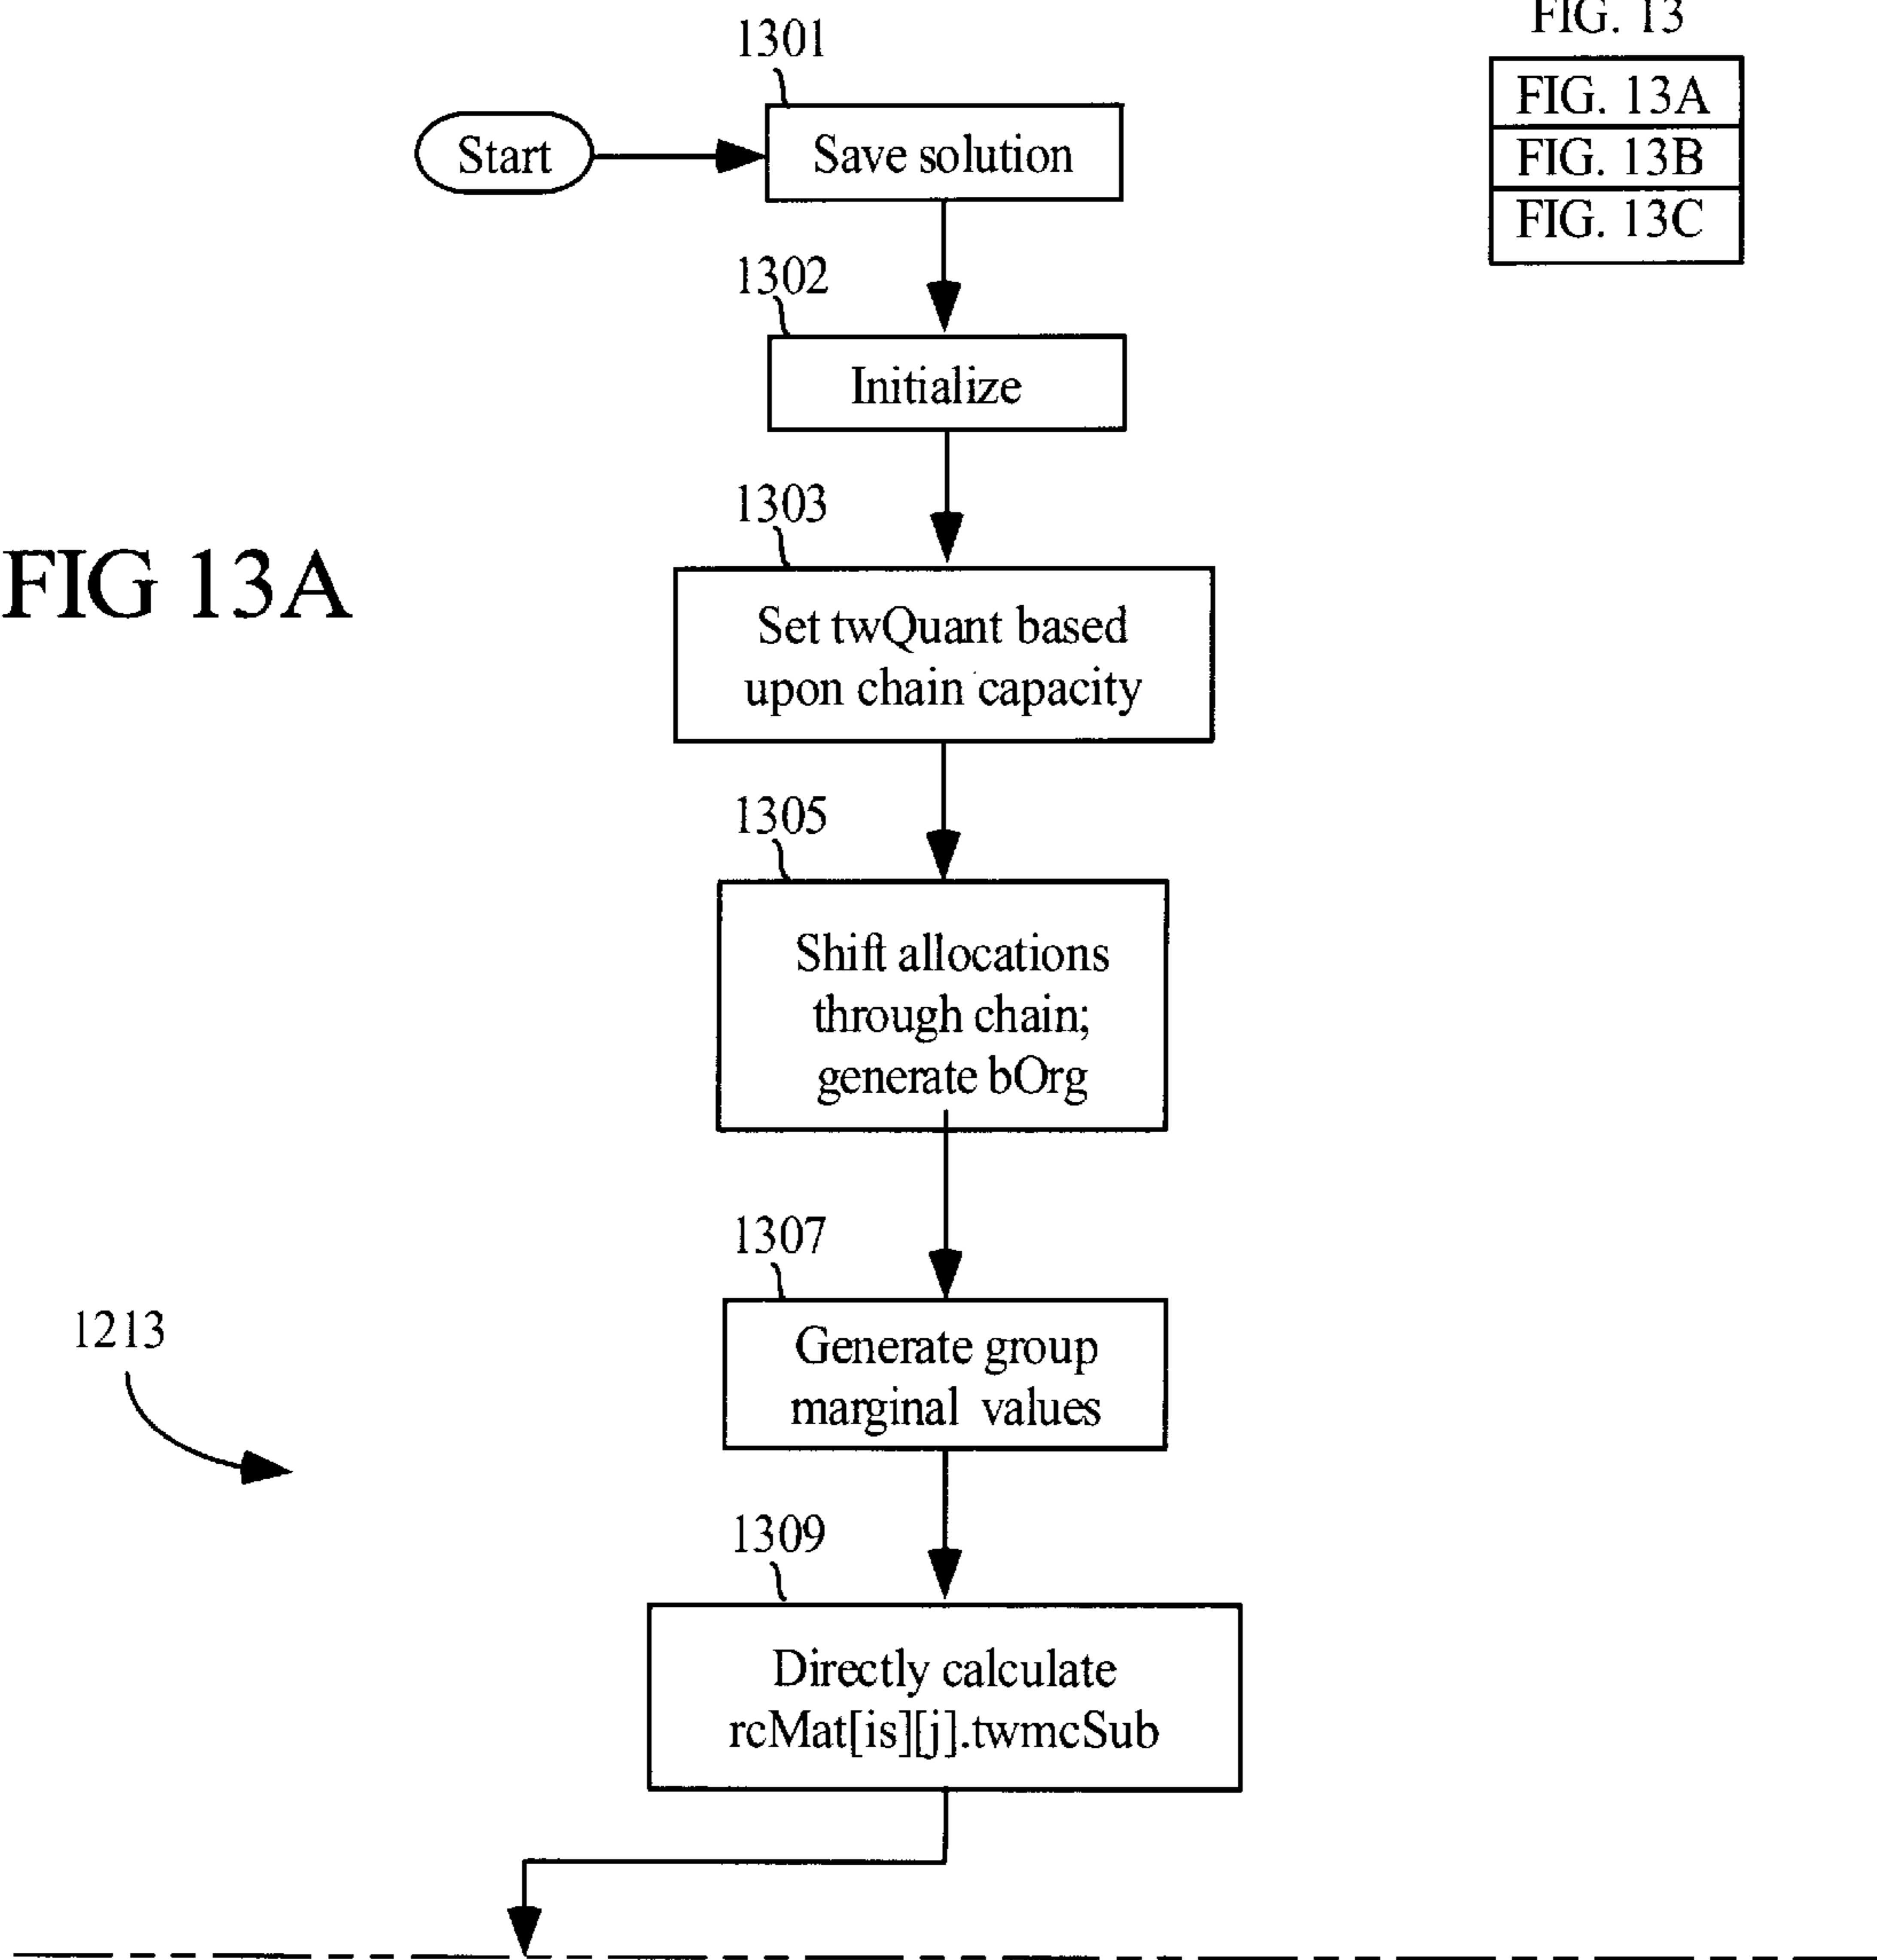 FIG. 13
FIG. 13A
FIG. 13B
FIG. 13C
1301
Start
Save solution
1302
Initialize
1303
FIG 13A
Set twQuant based
upon chain capacity
1305
Shift allocations
through chain;
generate bOrg
1307
Generate group
marginal values
1213
1309
Directly calculate
rcMat[is][j].twmcSub